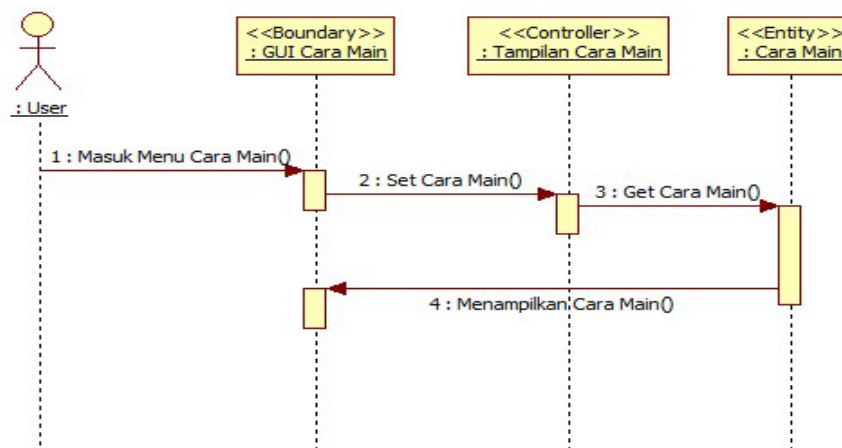 <<Boundary>>
: GUI Cara Main
<<Controller>>
: Tampilan Cara Main
<<Entity>>
: Cara Main
: User
1 : Masuk Menu Cara Main()
2 : Set Cara Main()
3 : Get Cara Main()
4 : Menampilkan Cara Main()